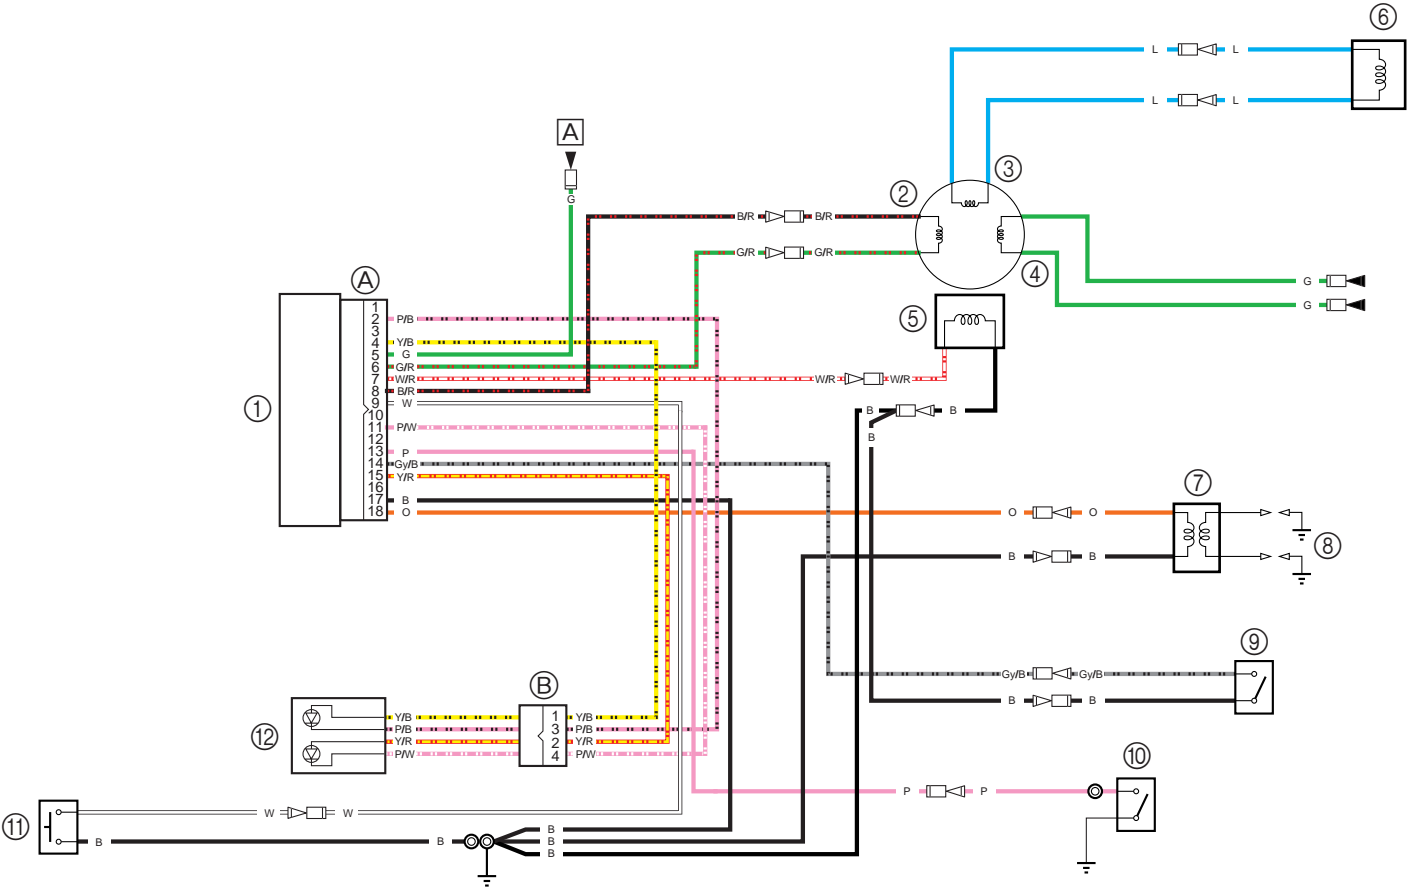 6
L L
L L
A
3
2
G
B/R B/R
G/R G/R
4
A
G
G
5
1
2 P/B
3
4 Y/B
5 G
6 G/R
7 W/R W/R W/R
8 B/R
9 W
1
10
B B
11 P/W
B
12
13 P
14 Gy/B
15 Y/R
16
17 B
18 O O O
7
8
B B
9
Gy/B Gy/B
B
B B
12
Y/B 1 Y/B
P/B 3 P/B
Y/R 2 Y/R
P/W 4 P/W
10
P P
W W
11
B B B
B
B